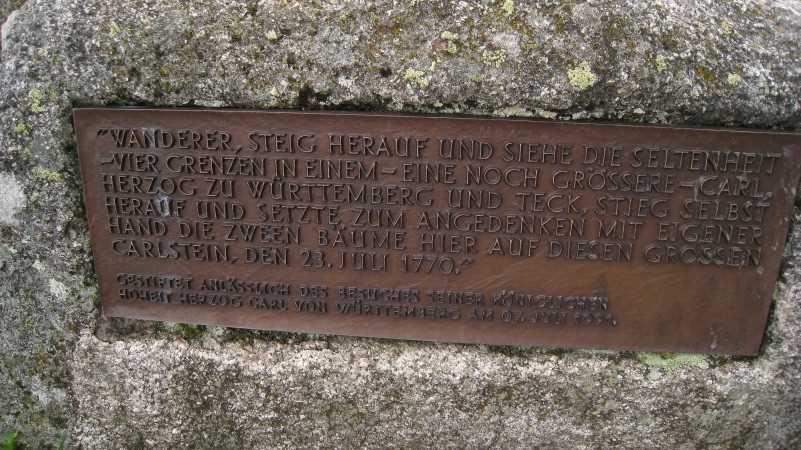 "WANDERER, STEIG HERAUF UND SIEHE DIE SELTENHEIT
-VIER GRENZEN IN EINEM - EINE NOCH GRÖSSERE - CARL
HERZOG ZU WÜRTTEMBERG UND TECK, STIEG SELBST
HERAUF UND SETZTE, ZUM ANGEDENKEN MIT EIGENER
HAND DIE ZWEEN BÄUME HIER AUF DIESEN GROSSEN
CARLSTEIN, DEN 23. JULI 1770."
GESTIFTET ANLÄSSLICH DES BESUCHES SEINER KÖNIGLICHEN
HOHEIT HERZOG CARL VON WÜRTTEMBERG AM